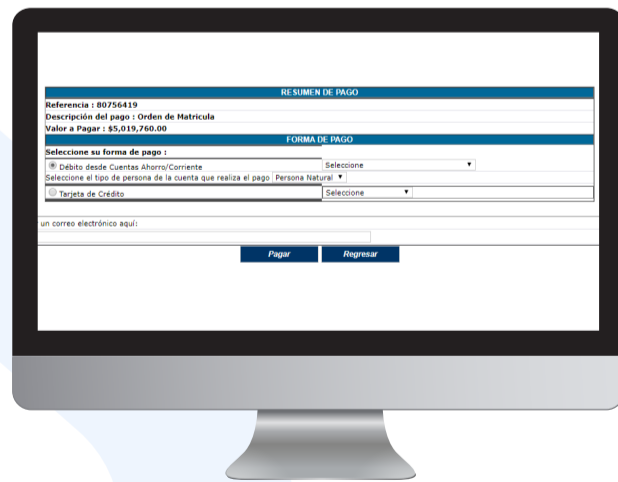 RESUMEN DE PAGO
Referencia : 80756419
Descripción del pago : Orden de Matricula
Valor a Pagar : $5,019,760.00
FORMA DE PAGO
Seleccione su forma de pago :
Débito desde Cuentas Ahorro/Corriente Seleccione
Seleccione el tipo de persona de la cuenta que realiza el pago Persona Natural
Tarjeta de Crédito Seleccione
un correo electrónico aquí:
Pagar Regresar